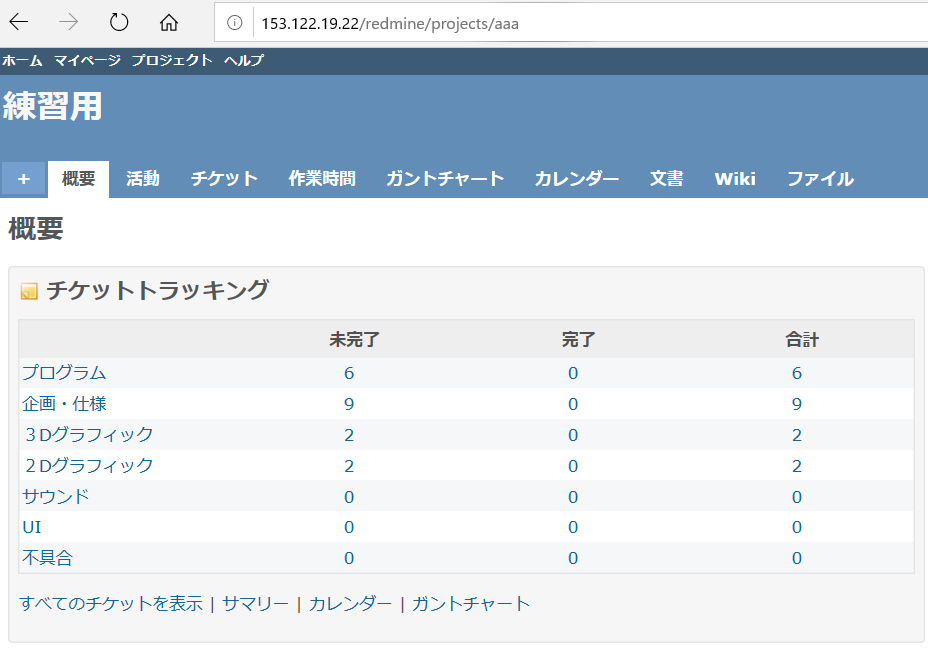 153.122.19.22/redmine/projects/aaa
ホーム マイページ プロジェクト ヘルプ
練習用
+ 概要 活動 チケット 作業時間 ガントチャート カレンダー 文書 Wiki ファイル
概要
チケットトラッキング
未完了 完了 合計
プログラム 6 0 6
企画・仕様 9 0 9
３Dグラフィック 2 0 2
２Dグラフィック 2 0 2
サウンド 0 0 0
UI 0 0 0
不具合 0 0 0
すべてのチケットを表示 | サマリー | カレンダー | ガントチャート